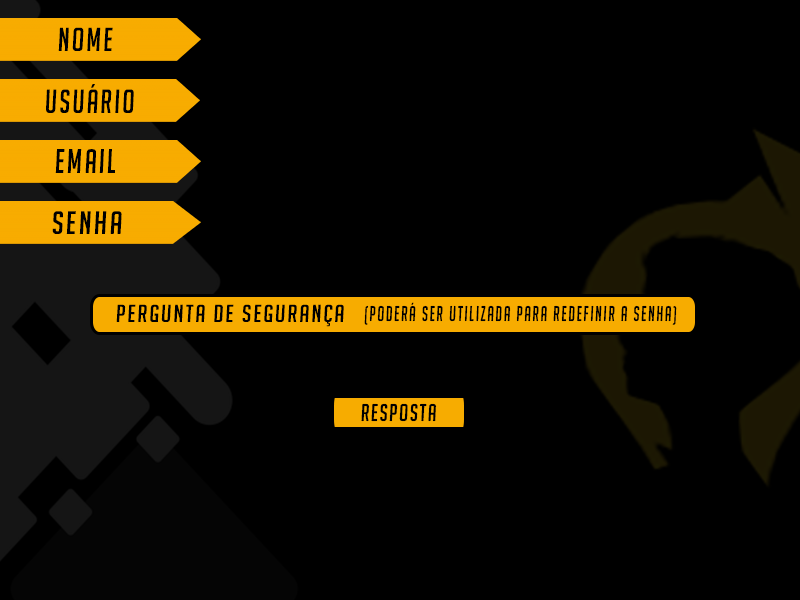 NOME
USUÁRIO
EMAIL
SENHA
PERGUNTA DE SEGURANÇA (PODERÁ SER UTILIZADA PARA REDEFINIR A SENHA)
RESPOSTA